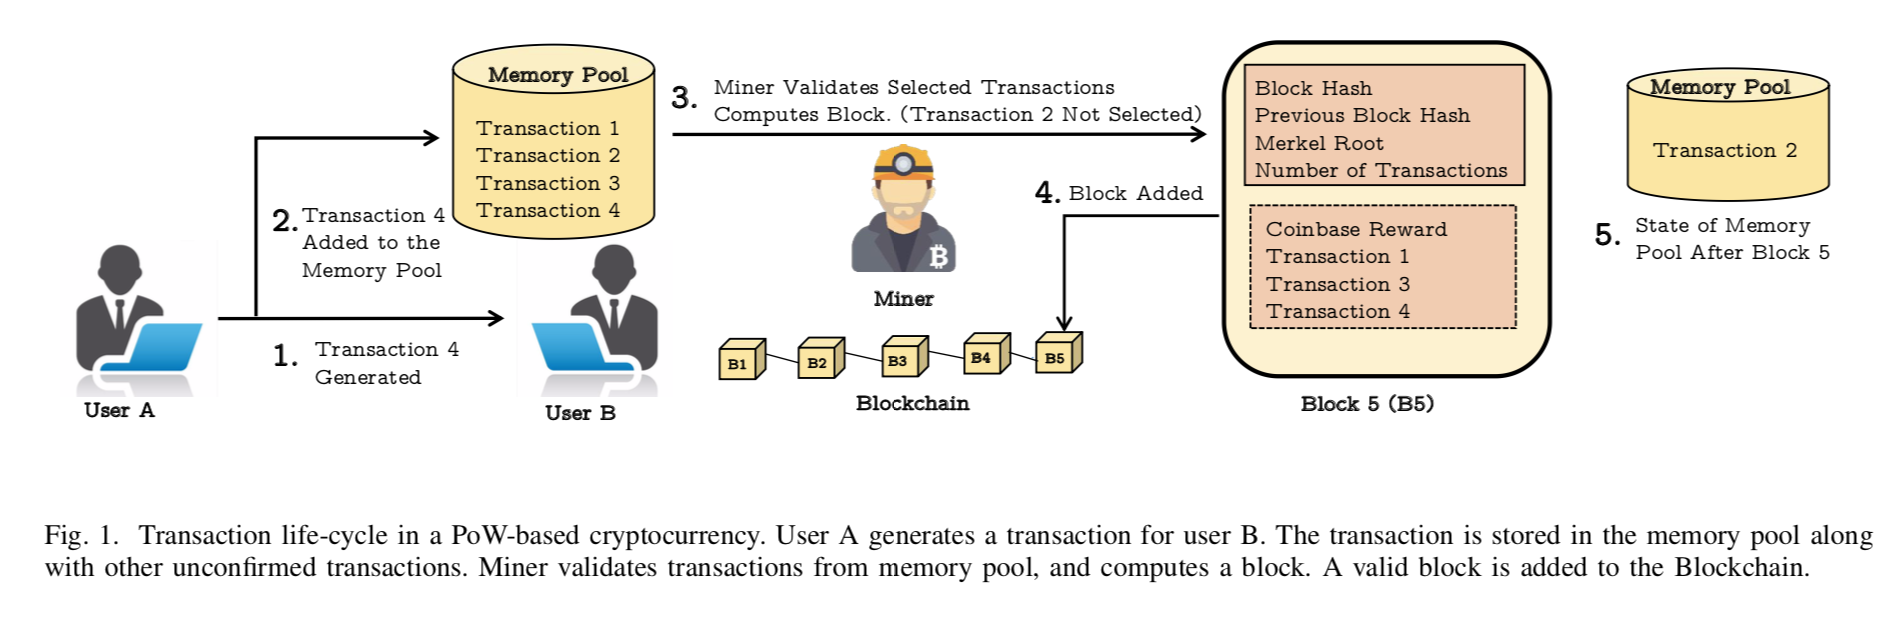 Memory Pool
Transaction 1
Transaction 2
Transaction 3
Transaction 4
2. Transaction 4
Added to the
Memory Pool
1. Transaction 4
Generated
User A
User B
3. Miner Validates Selected Transactions
Computes Block. (Transaction 2 Not Selected)
Miner
4. Block Added
B1
B2
B3
B4
B5
Blockchain
Block Hash
Previous Block Hash
Merkel Root
Number of Transactions
Coinbase Reward
Transaction 1
Transaction 3
Transaction 4
Block 5 (B5)
Memory Pool
Transaction 2
5. State of Memory
Pool After Block 5
Fig. 1. Transaction life-cycle in a PoW-based cryptocurrency. User A generates a transaction for user B. The transaction is stored in the memory pool along
with other unconfirmed transactions. Miner validates transactions from memory pool, and computes a block. A valid block is added to the Blockchain.